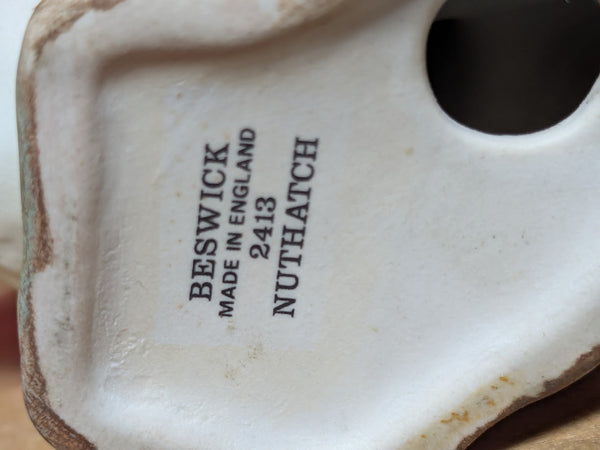 BESWICK
MADE IN ENGLAND
2413
NUTHATCH